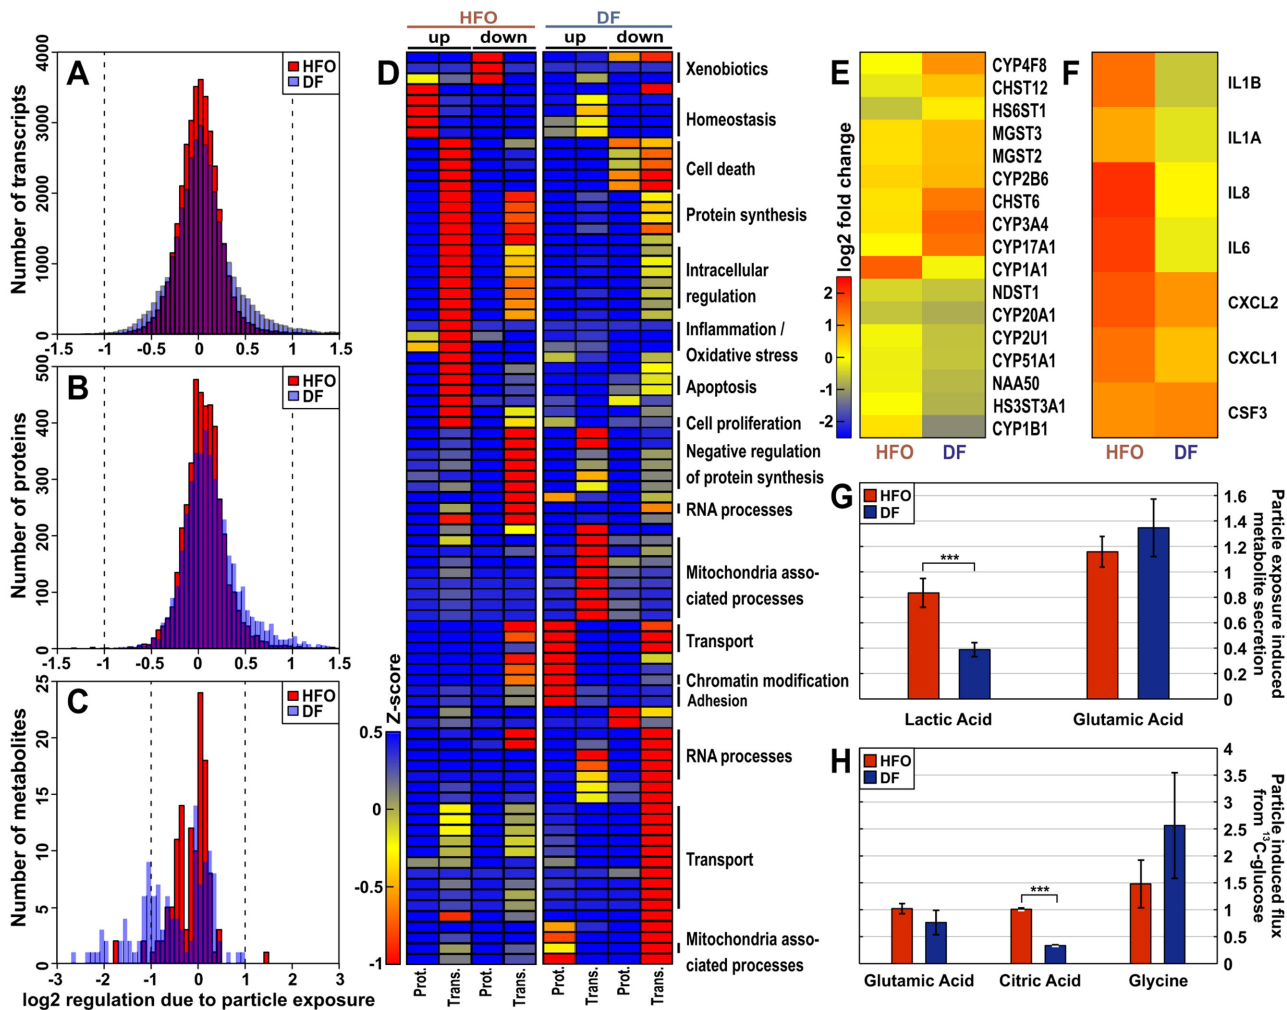 A
Number of transcripts
4000
3000
2000
1000
0
HFO
DF
-1.5
-1
-0.5
0
0.5
1
1.5
B
Number of proteins
500
400
300
200
100
0
HFO
DF
-1.5
-1
-0.5
0
0.5
1
1.5
C
Number of metabolites
25
20
15
10
5
0
HFO
DF
-3
-2
-1
0
1
2
3
log2 regulation due to particle exposure
D
HFO
DF
up
down
up
down
Xenobiotics
Homeostasis
Cell death
Protein synthesis
Intracellular
regulation
Inflammation /
Oxidative stress
Apoptosis
Cell proliferation
Negative regulation
of protein synthesis
RNA processes
Mitochondria asso-
ciated processes
Transport
Chromatin modification
Adhesion
RNA processes
Transport
Mitochondria asso-
ciated processes
Z-score
0.5
0
-0.5
-1
Prot.
Trans.
Prot.
Trans.
Prot.
Trans.
Prot.
Trans.
E
log2 fold change
2
1
0
-1
-2
CYP4F8
CHST12
HS6ST1
MGST3
MGST2
CYP2B6
CHST6
CYP3A4
CYP17A1
CYP1A1
NDST1
CYP20A1
CYP2U1
CYP51A1
NAA50
HS3ST3A1
CYP1B1
HFO
DF
F
IL1B
IL1A
IL8
IL6
CXCL2
CXCL1
CSF3
HFO
DF
G
HFO
DF
***
1.6
1.4
1.2
1
0.8
0.6
0.4
0.2
0
Particle exposure induced
metabolite secretion
Lactic Acid
Glutamic Acid
H
HFO
DF
***
4
3.5
3
2.5
2
1.5
1
0.5
0
Particle induced flux
from 13C-glucose
Glutamic Acid
Citric Acid
Glycine